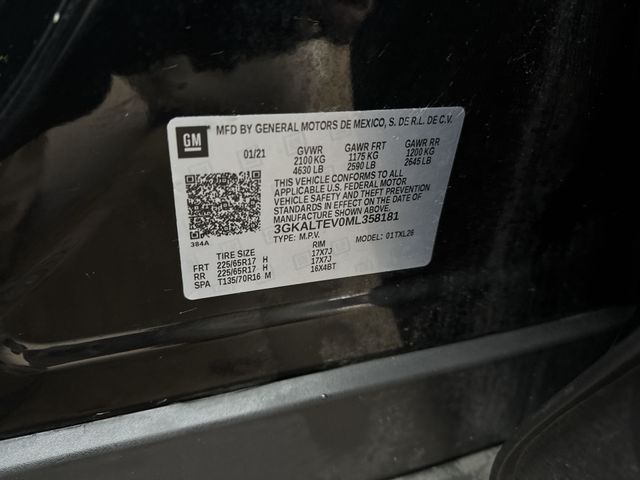 GM
MFD BY GENERAL MOTORS DE MEXICO, S. DE R.L. DE C.V.
01/21 GVWR GAWR FRT GAWR RR
2100 KG 1175 KG 1200 KG
4630 LB 2590 LB 2645 LB
THIS VEHICLE CONFORMS TO ALL
APPLICABLE U.S. FEDERAL MOTOR
VEHICLE SAFETY AND THEFT PREVENTION
STANDARDS IN EFFECT ON THE DATE OF
MANUFACTURE SHOWN ABOVE.
3GKALTEV0ML358181
384A TYPE: M.P.V. MODEL: 01TXL26
TIRE SIZE RIM
FRT 225/65R17 H 17X7J
RR 225/65R17 H 17X7J
SPA T135/70R16 M 16X4BT